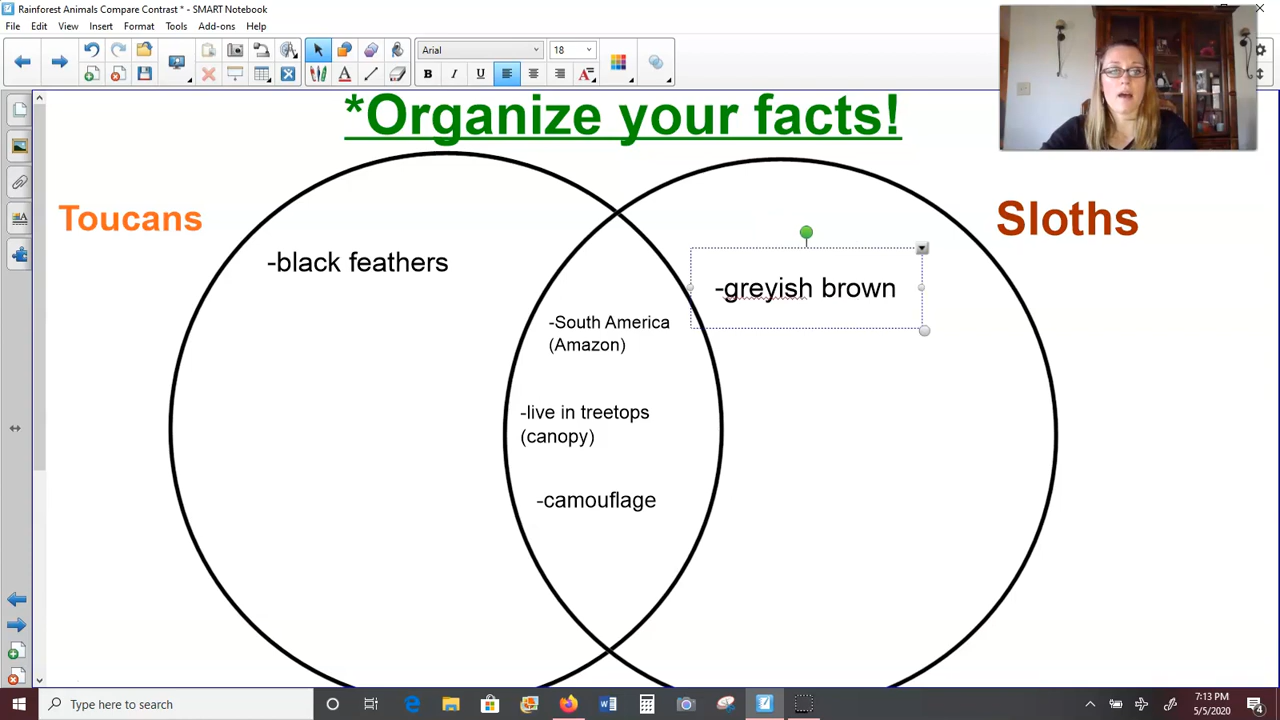 Rainforest Animals Compare Contrast * - SMART Notebook
File Edit View Insert Format Tools Add-ons Help
Arial 18
B I U A
*Organize your facts!
Toucans
Sloths
-black feathers
-greyish brown
-South America
(Amazon)
-live in treetops
(canopy)
-camouflage
Type here to search
7:13 PM
5/5/2020
4